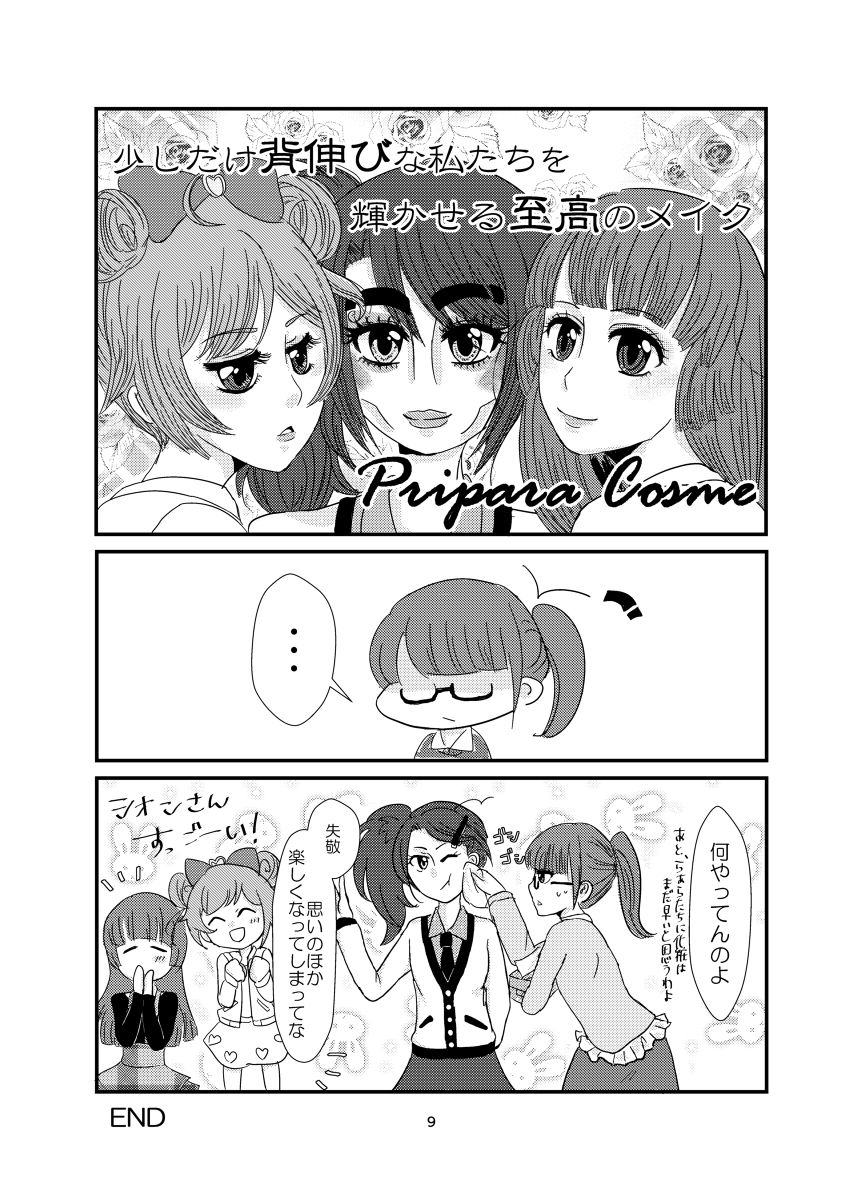 少しだけ背伸びな私たちを
輝かせる至高のメイク
Pripara Cosme
・・・
何やってんのよ
あと、らぁらたちに化粧は
まだ早いと思うわよ
ゴシ
ゴシ
失敬
思いのほか
楽しくなってしまってな
シオンさん
すっごーい!
END
9